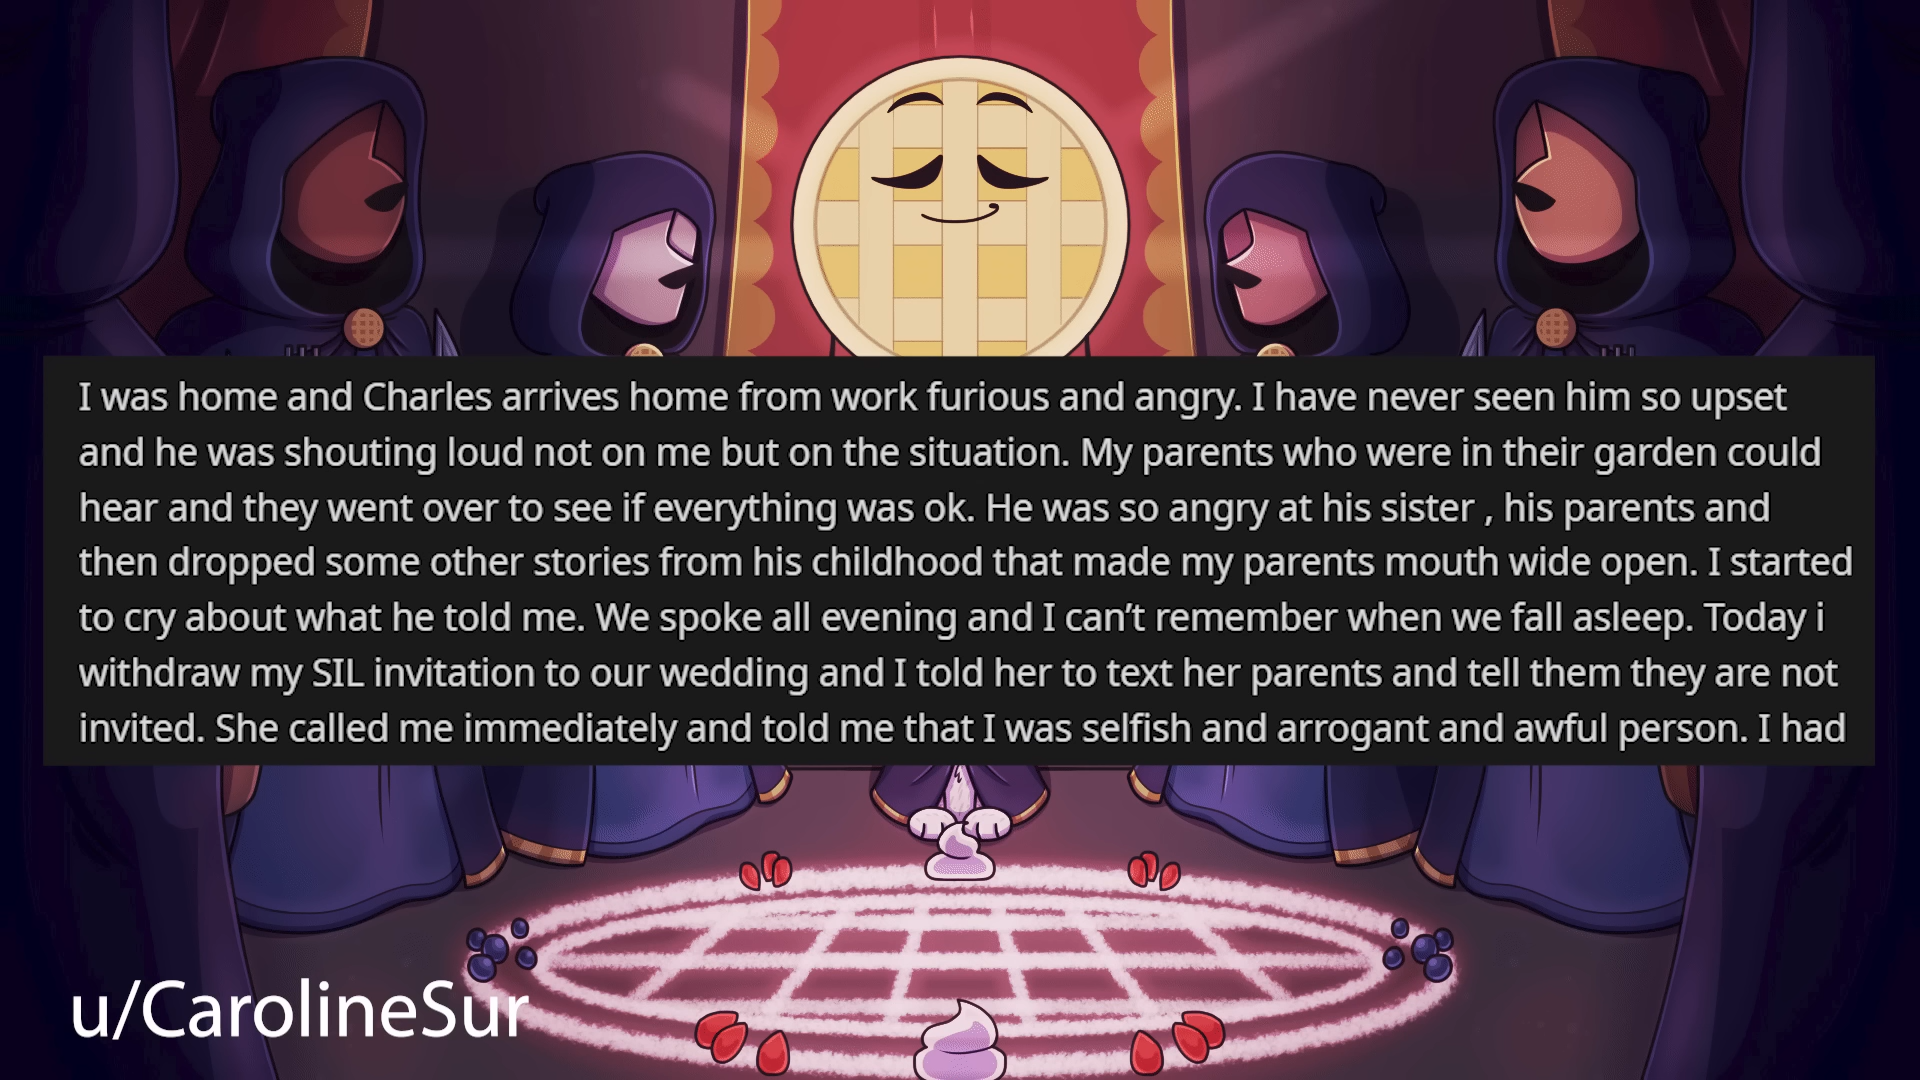 I was home and Charles arrives home from work furious and angry. I have never seen him so upset
and he was shouting loud not on me but on the situation. My parents who were in their garden could
hear and they went over to see if everything was ok. He was so angry at his sister , his parents and
then dropped some other stories from his childhood that made my parents mouth wide open. I started
to cry about what he told me. We spoke all evening and I can’t remember when we fall asleep. Today i
withdraw my SIL invitation to our wedding and I told her to text her parents and tell them they are not
invited. She called me immediately and told me that I was selfish and arrogant and awful person. I had
u/CarolineSur